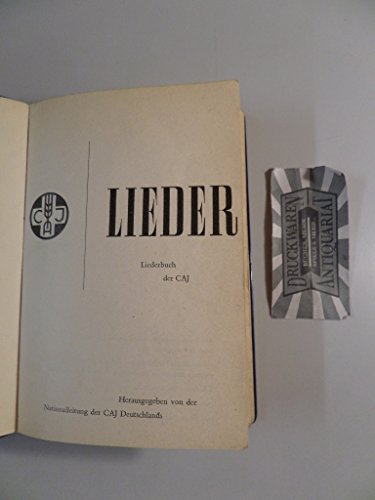 CAJ
LIEDER
Liederbuch
der CAJ
Herausgegeben von der
Nationalleitung der CAJ Deutschlands
DRUCKWAREN
ANTIQUARIAT